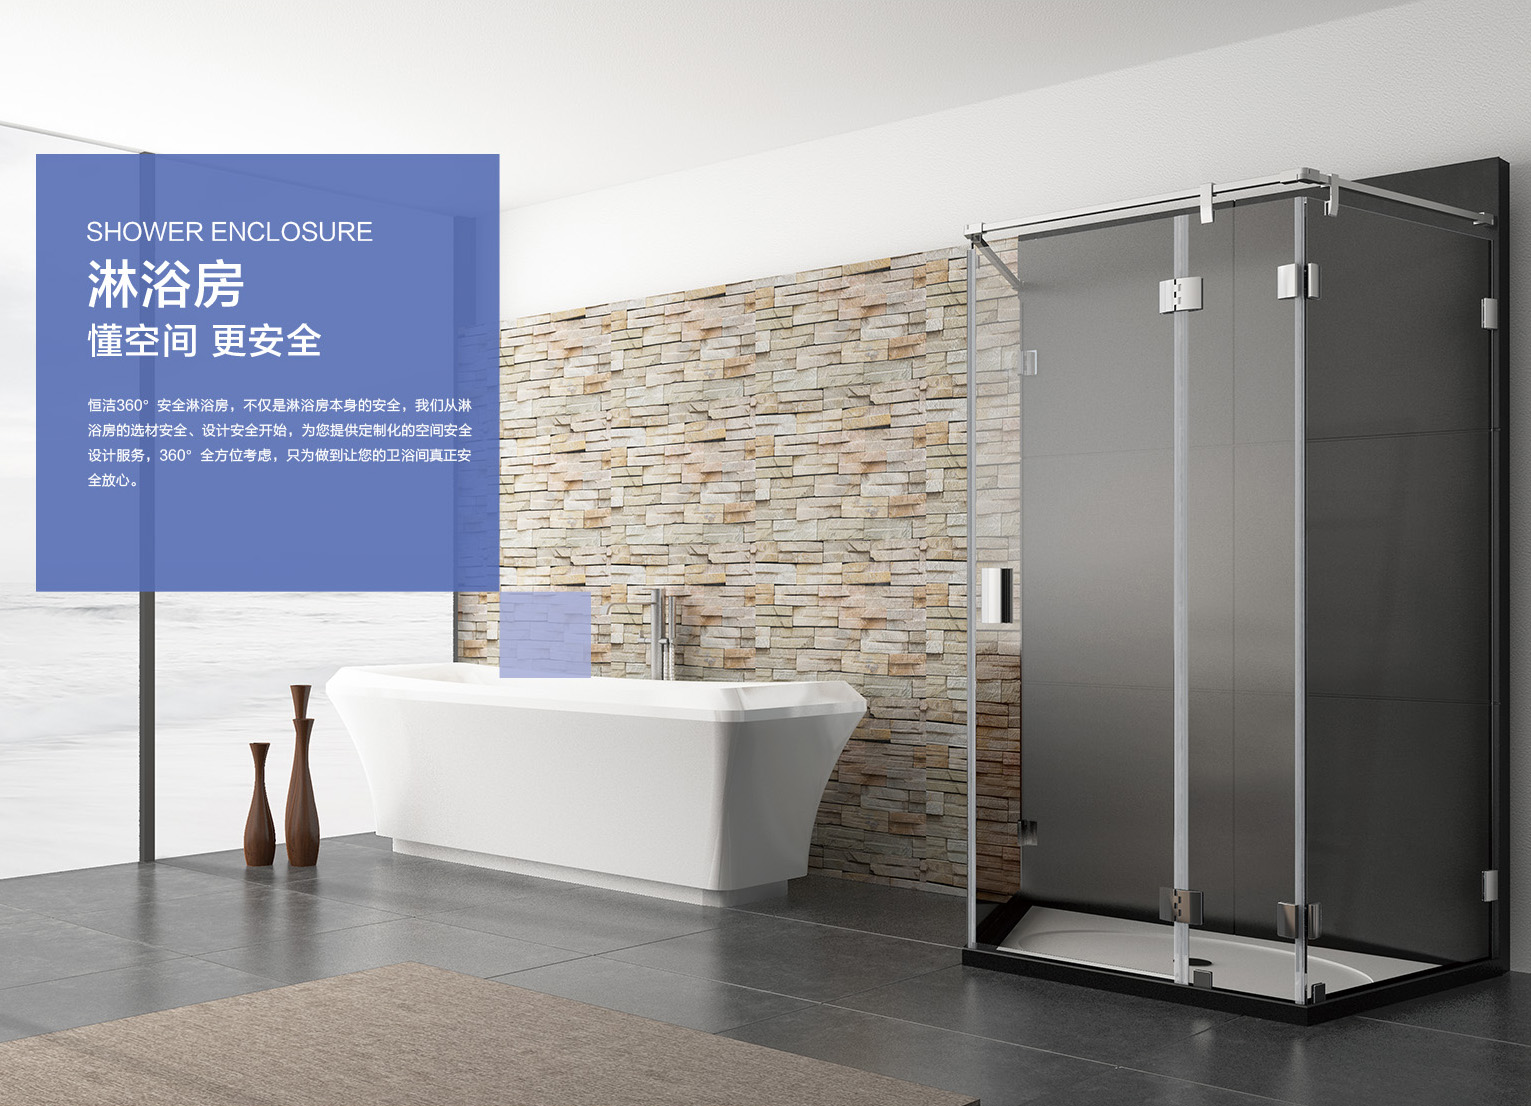 SHOWER ENCLOSURE
淋浴房
懂空间 更安全
恒洁360°安全淋浴房，不仅是淋浴房本身的安全，我们从淋
浴房的选材安全、设计安全开始，为您提供定制化的空间安全
设计服务，360°全方位考虑，只为做到让您的卫浴间真正安
全放心。